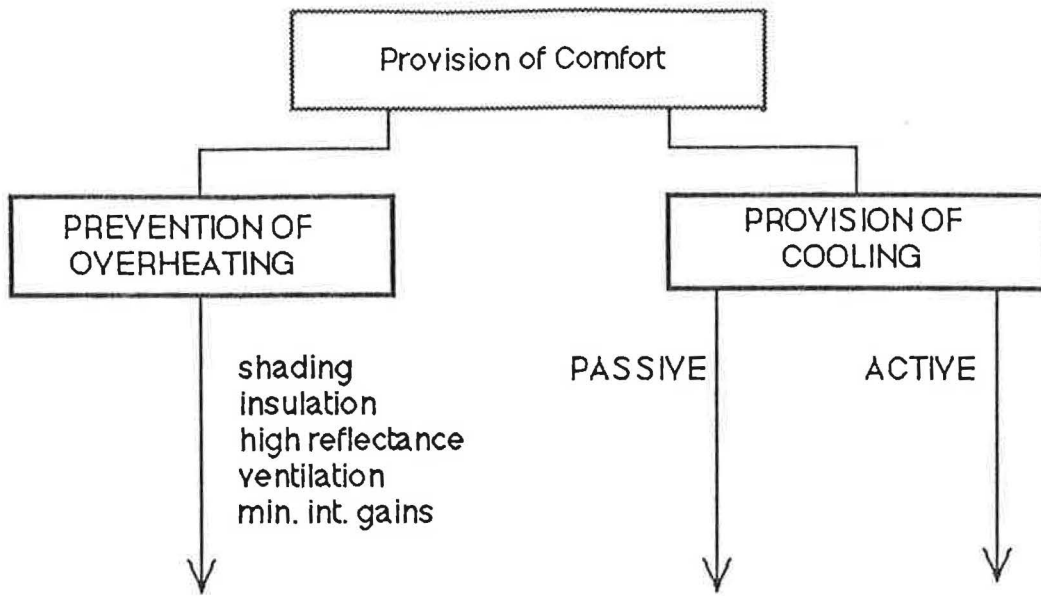 Provision of Comfort
PREVENTION OF
OVERHEATING
PROVISION OF
COOLING
shading
insulation
high reflectance
ventilation
min. int. gains
PASSIVE
ACTIVE